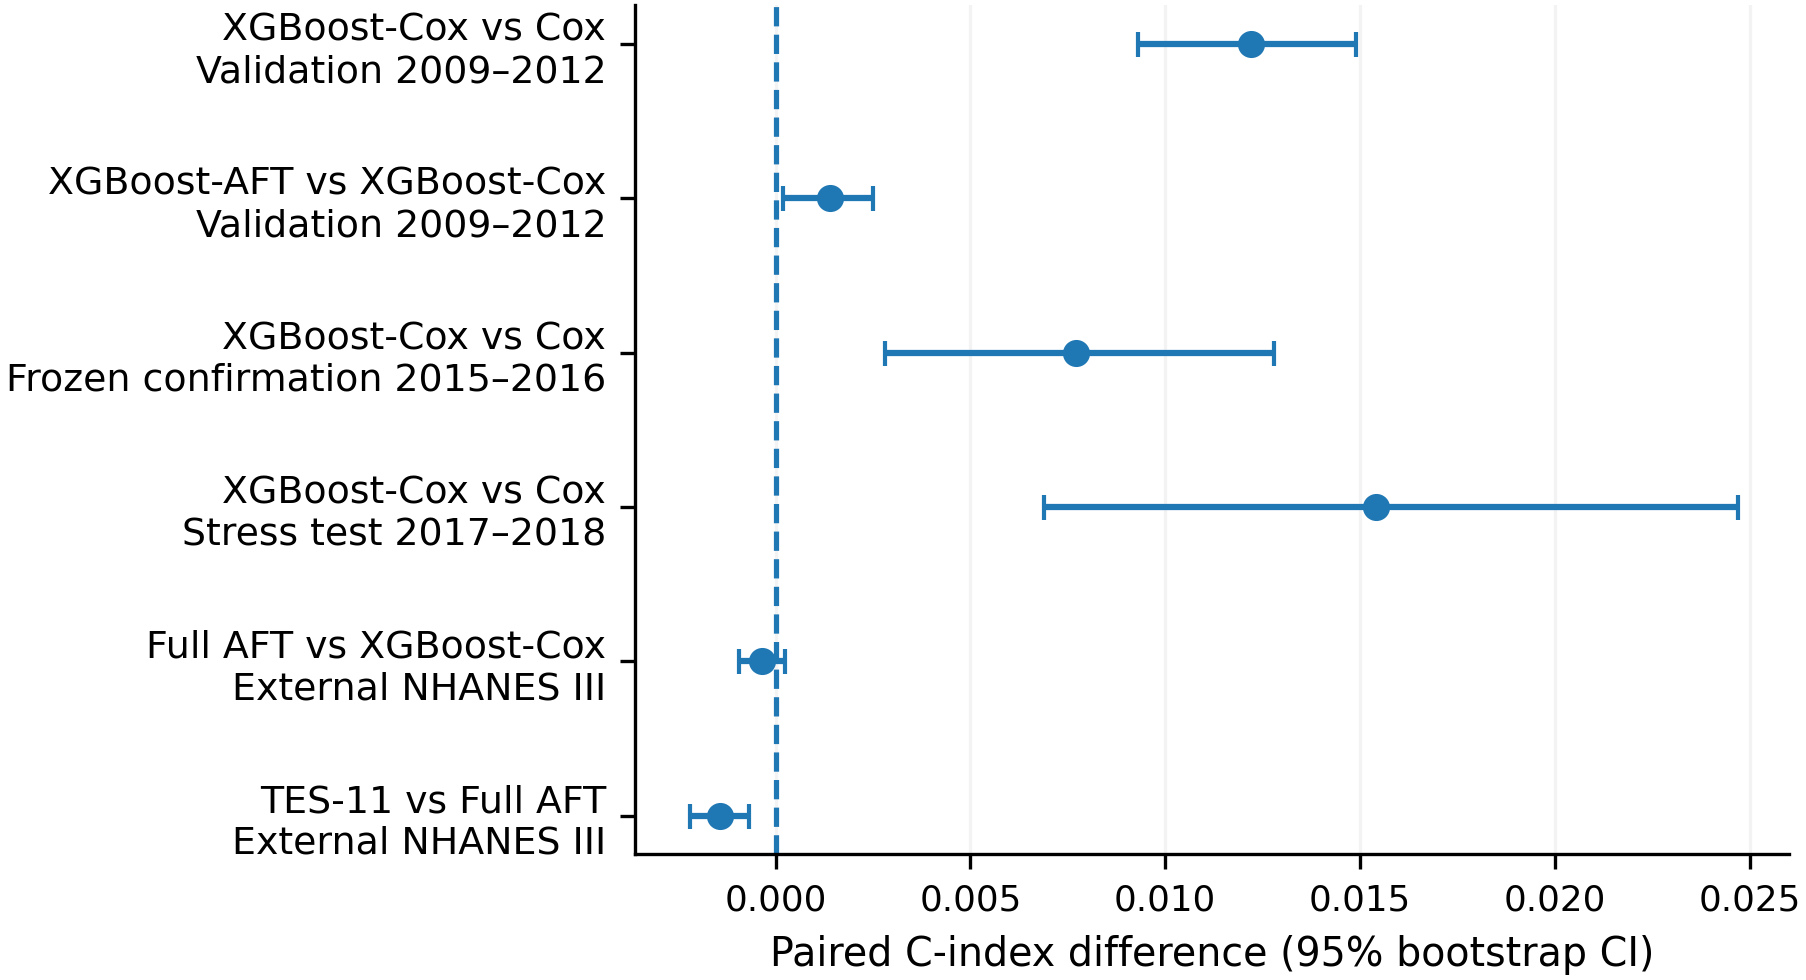 XGBoost-Cox vs Cox
Validation 2009–2012
XGBoost-AFT vs XGBoost-Cox
Validation 2009–2012
XGBoost-Cox vs Cox
Frozen confirmation 2015–2016
XGBoost-Cox vs Cox
Stress test 2017–2018
Full AFT vs XGBoost-Cox
External NHANES III
TES-11 vs Full AFT
External NHANES III
0.000 0.005 0.010 0.015 0.020 0.025
Paired C-index difference (95% bootstrap CI)